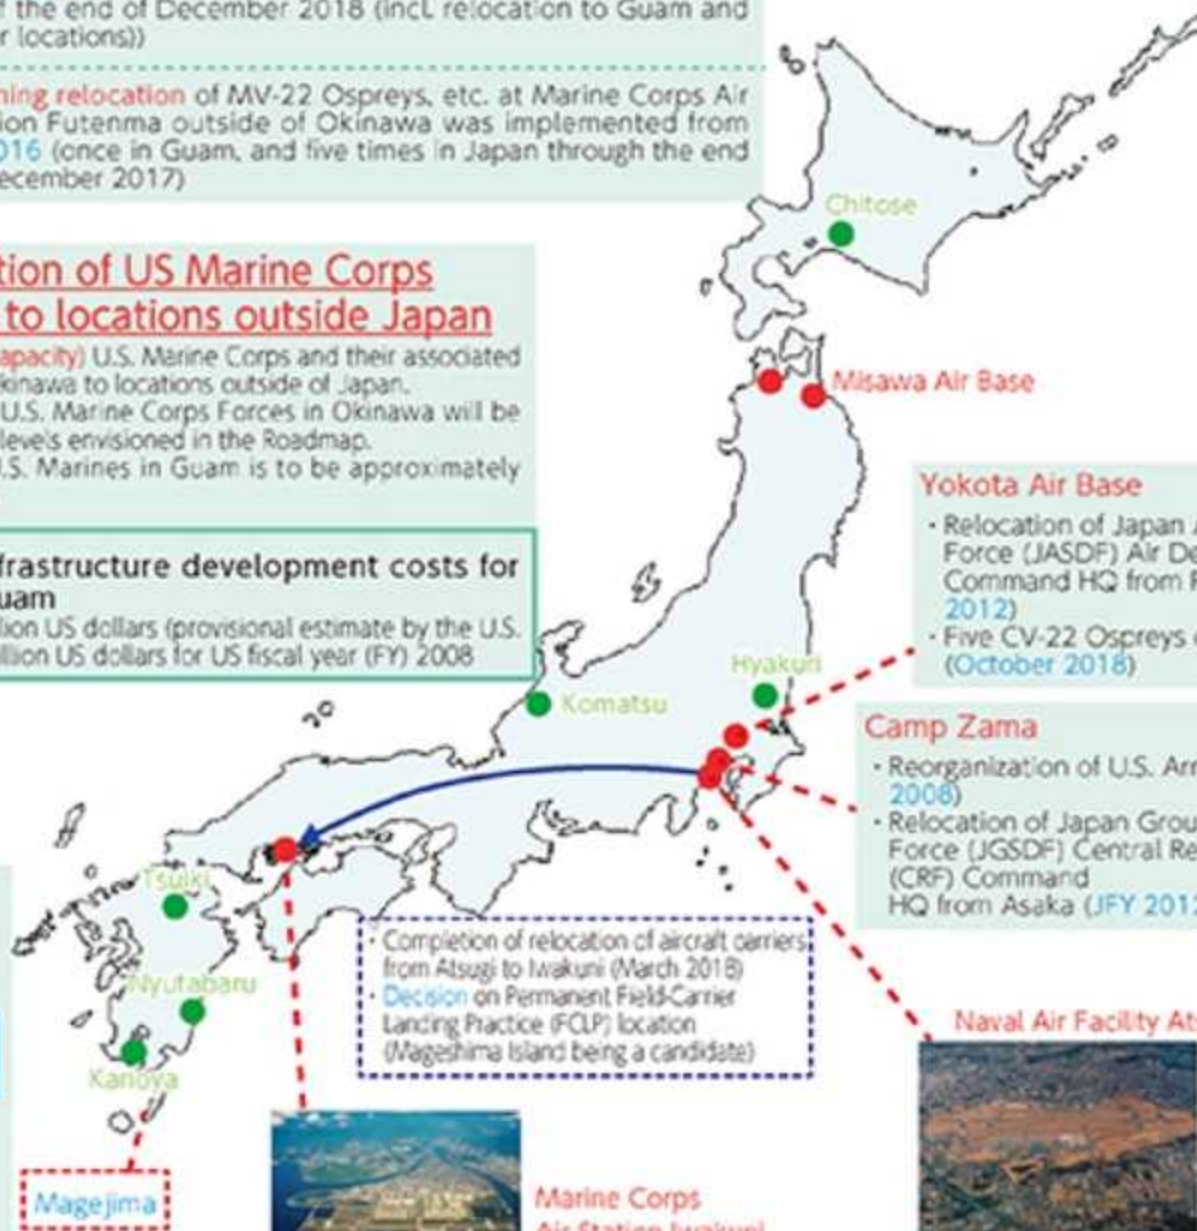 the end of December 2018 (incl. relocation to Guam and
r locations))
ning relocation of MV-22 Ospreys, etc. at Marine Corps Air
ion Futenma outside of Okinawa was implemented from
016 (once in Guam, and five times in Japan through the end
ecember 2017)
tion of US Marine Corps
to locations outside Japan
apacity) U.S. Marine Corps and their associated
kinawa to locations outside of Japan.
U.S. Marine Corps Forces in Okinawa will be
levels envisioned in the Roadmap.
.S. Marines in Guam is to be approximately
frastructure development costs for
uam
lion US dollars (provisional estimate by the U.S.
illion US dollars for US fiscal year (FY) 2008
Chitose
Misawa Air Base
Yokota Air Base
· Relocation of Japan A
Force (JASDF) Air De
Command HQ from F
2012)
· Five CV-22 Ospreys
(October 2018)
Hyakuri
Komatsu
Camp Zama
· Reorganization of U.S. Arm
2008)
· Relocation of Japan Grou
Force (JGSDF) Central Re
(CRF) Command
HQ from Asaka (JFY 2012
Tsuiki
Nyutabaru
Kanoya
Magejima
· Completion of relocation of aircraft carriers
from Atsugi to Iwakuni (March 2018)
· Decision on Permanent Field-Carrier
Landing Practice (FCLP) location
(Mageshima Island being a candidate)
Naval Air Facility Ats
Marine Corps
Air Station Iwakuni